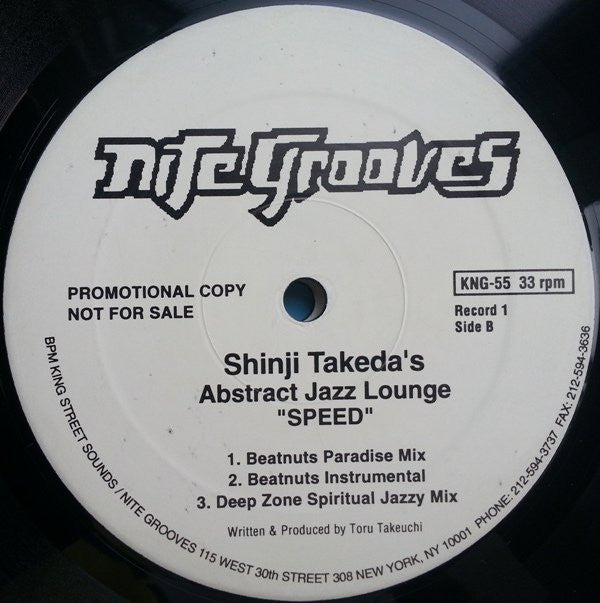 NiTeGrooves
PROMOTIONAL COPY
NOT FOR SALE
KNG-55 33 rpm
Record 1
Side B
Shinji Takeda's
Abstract Jazz Lounge
"SPEED"
1. Beatnuts Paradise Mix
2. Beatnuts Instrumental
3. Deep Zone Spiritual Jazzy Mix
Written & Produced by Toru Takeuchi
BPM KING STREET SOUNDS / NITE GROOVES 115 WEST 30th STREET 308 NEW YORK, NY 10001 PHONE: 212-594-3737 FAX: 212-594-3636